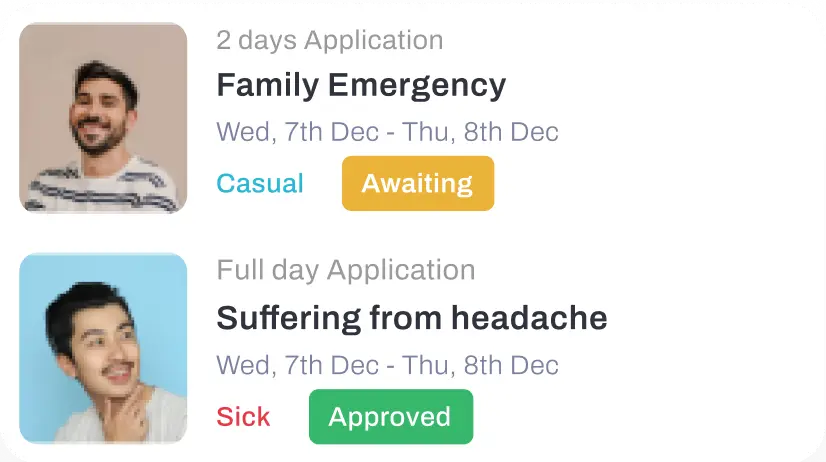 2 days Application
Family Emergency
Wed, 7th Dec - Thu, 8th Dec
Casual Awaiting
Full day Application
Suffering from headache
Wed, 7th Dec - Thu, 8th Dec
Sick Approved